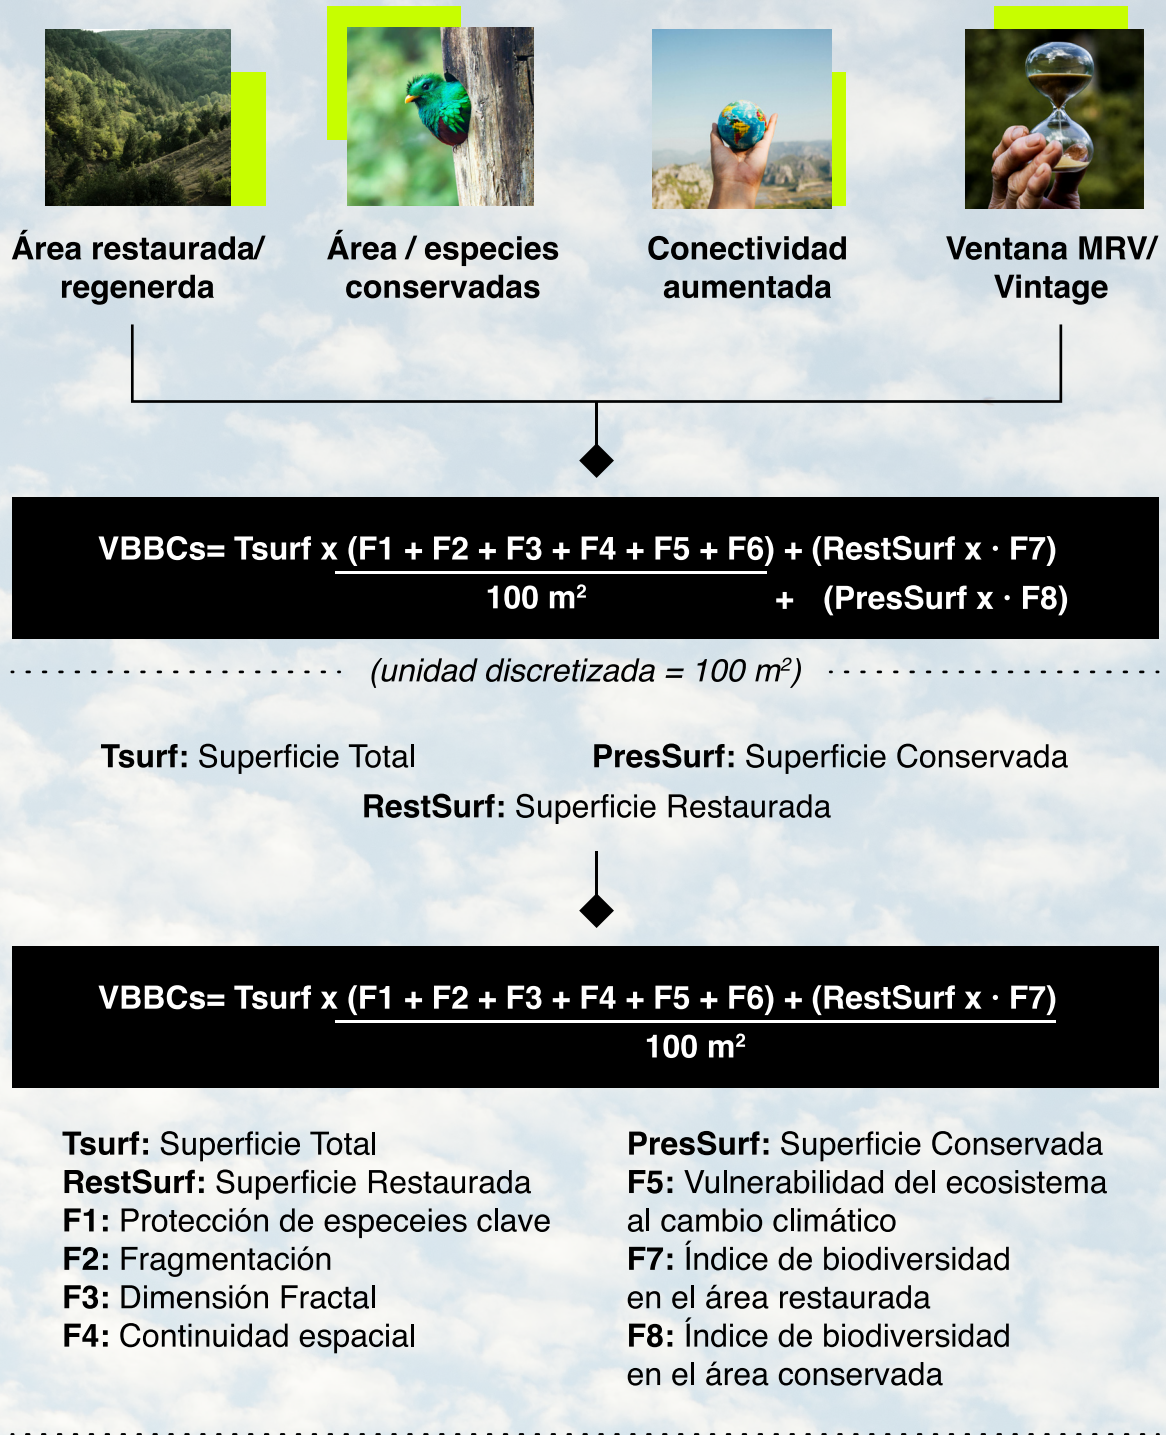 Área restaurada/
regenerda
Área / especies
conservadas
Conectividad
aumentada
Ventana MRV/
Vintage
VBBCs= Tsurf x (F1 + F2 + F3 + F4 + F5 + F6) + (RestSurf x · F7)
100 m² + (PresSurf x · F8)
(unidad discretizada = 100 m²)
Tsurf: Superficie Total
PresSurf: Superficie Conservada
RestSurf: Superficie Restaurada
VBBCs= Tsurf x (F1 + F2 + F3 + F4 + F5 + F6) + (RestSurf x · F7)
100 m²
Tsurf: Superficie Total
RestSurf: Superficie Restaurada
F1: Protección de especeies clave
F2: Fragmentación
F3: Dimensión Fractal
F4: Continuidad espacial
PresSurf: Superficie Conservada
F5: Vulnerabilidad del ecosistema
al cambio climático
F7: Índice de biodiversidad
en el área restaurada
F8: Índice de biodiversidad
en el área conservada